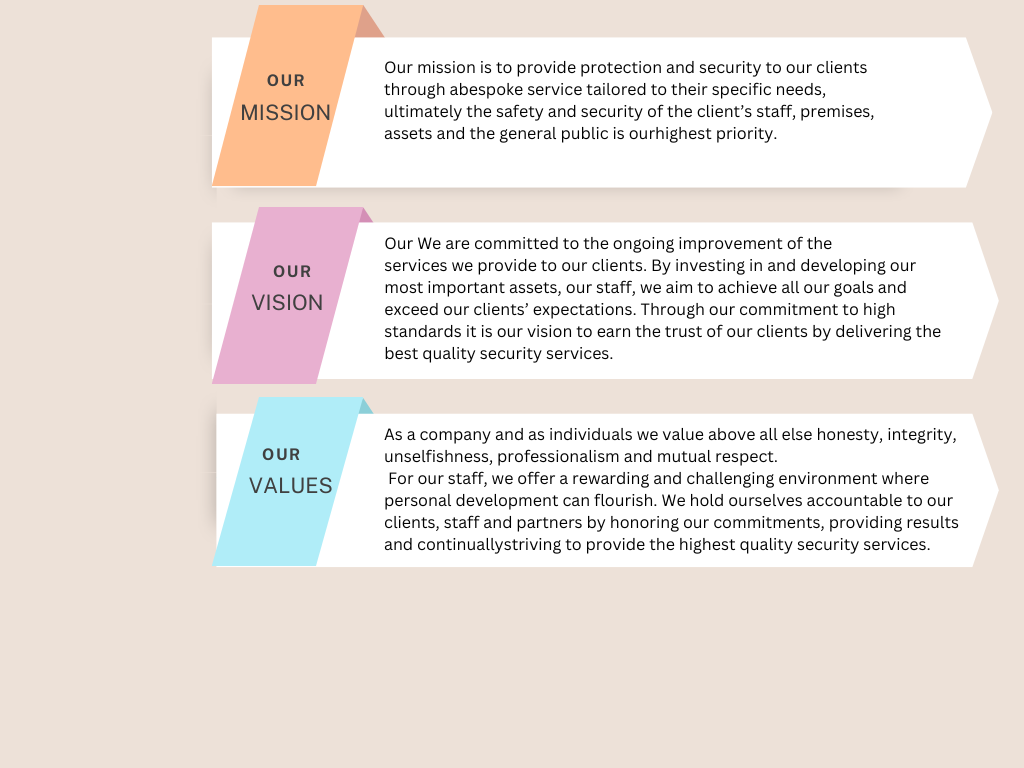 OUR
MISSION
Our mission is to provide protection and security to our clients
through abespoke service tailored to their specific needs,
ultimately the safety and security of the client’s staff, premises,
assets and the general public is ourhighest priority.
OUR
VISION
Our We are committed to the ongoing improvement of the
services we provide to our clients. By investing in and developing our
most important assets, our staff, we aim to achieve all our goals and
exceed our clients’ expectations. Through our commitment to high
standards it is our vision to earn the trust of our clients by delivering the
best quality security services.
OUR
VALUES
As a company and as individuals we value above all else honesty, integrity,
unselfishness, professionalism and mutual respect.
For our staff, we offer a rewarding and challenging environment where
personal development can flourish. We hold ourselves accountable to our
clients, staff and partners by honoring our commitments, providing results
and continuallystriving to provide the highest quality security services.